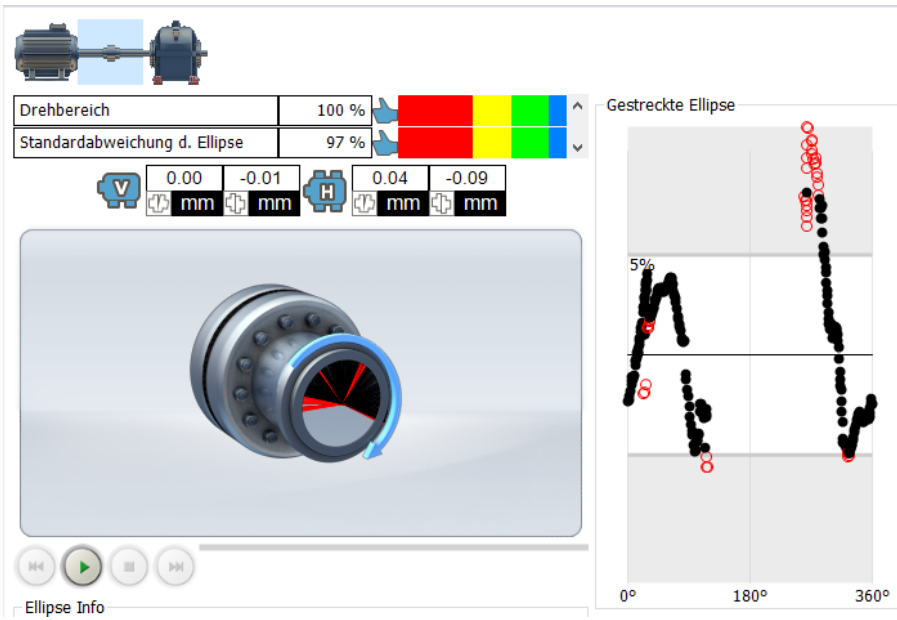 Drehbereich 100 %
Standardabweichung d. Ellipse 97 %
V 0.00 -0.01 H 0.04 -0.09
mm mm mm mm
Gestreckte Ellipse
5%
0° 180° 360°
Ellipse Info